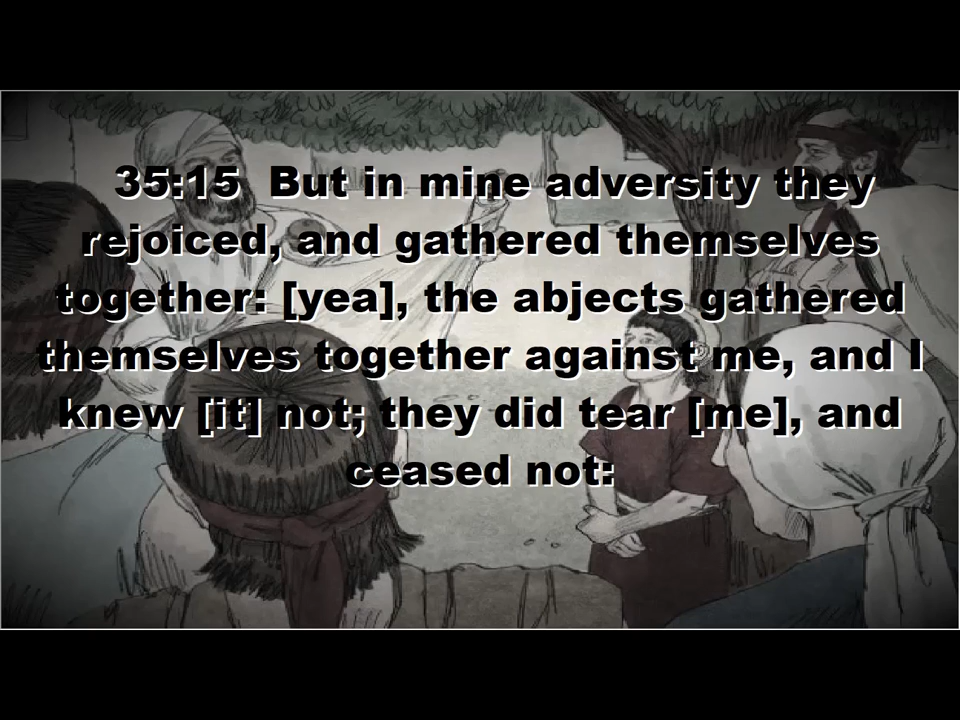 35:15 But in mine adversity they
rejoiced, and gathered themselves
together: [yea], the abjects gathered
themselves together against me, and I
knew [it] not; they did tear [me], and
ceased not: